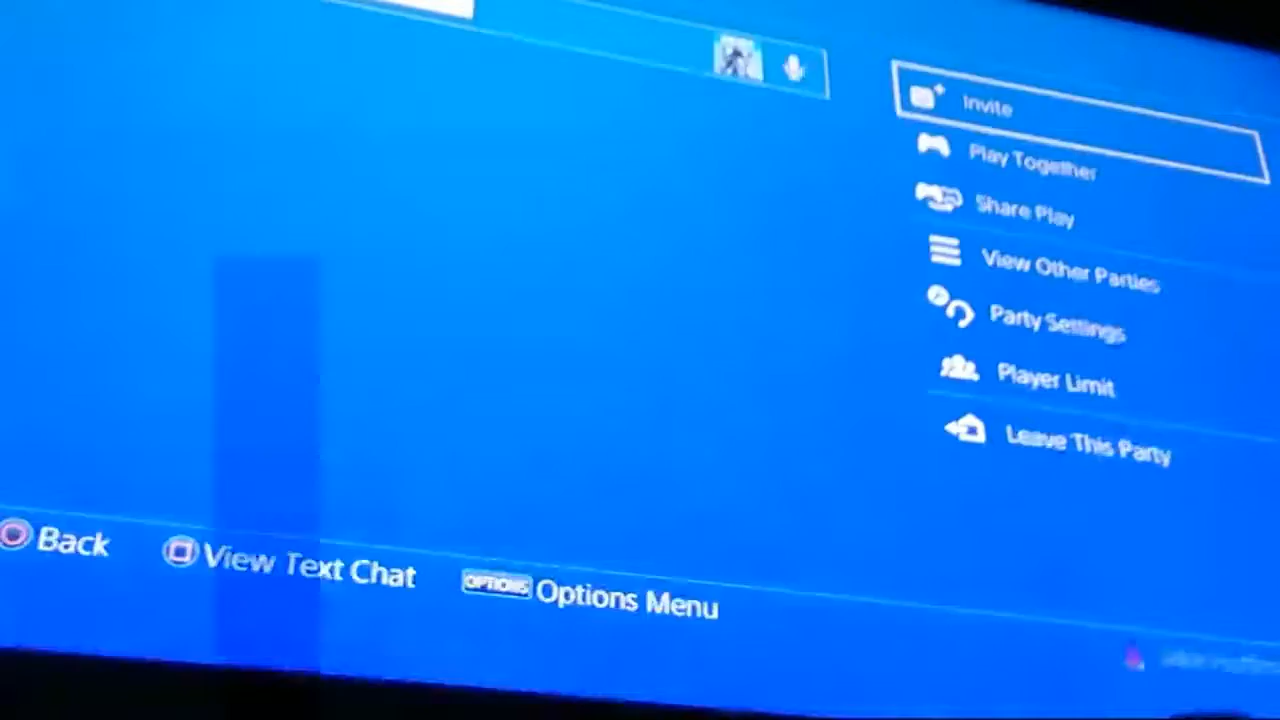 Invite
Play Together
Share Play
View Other Parties
Party Settings
Player Limit
Leave This Party
Back
View Text Chat
OPTIONS Options Menu